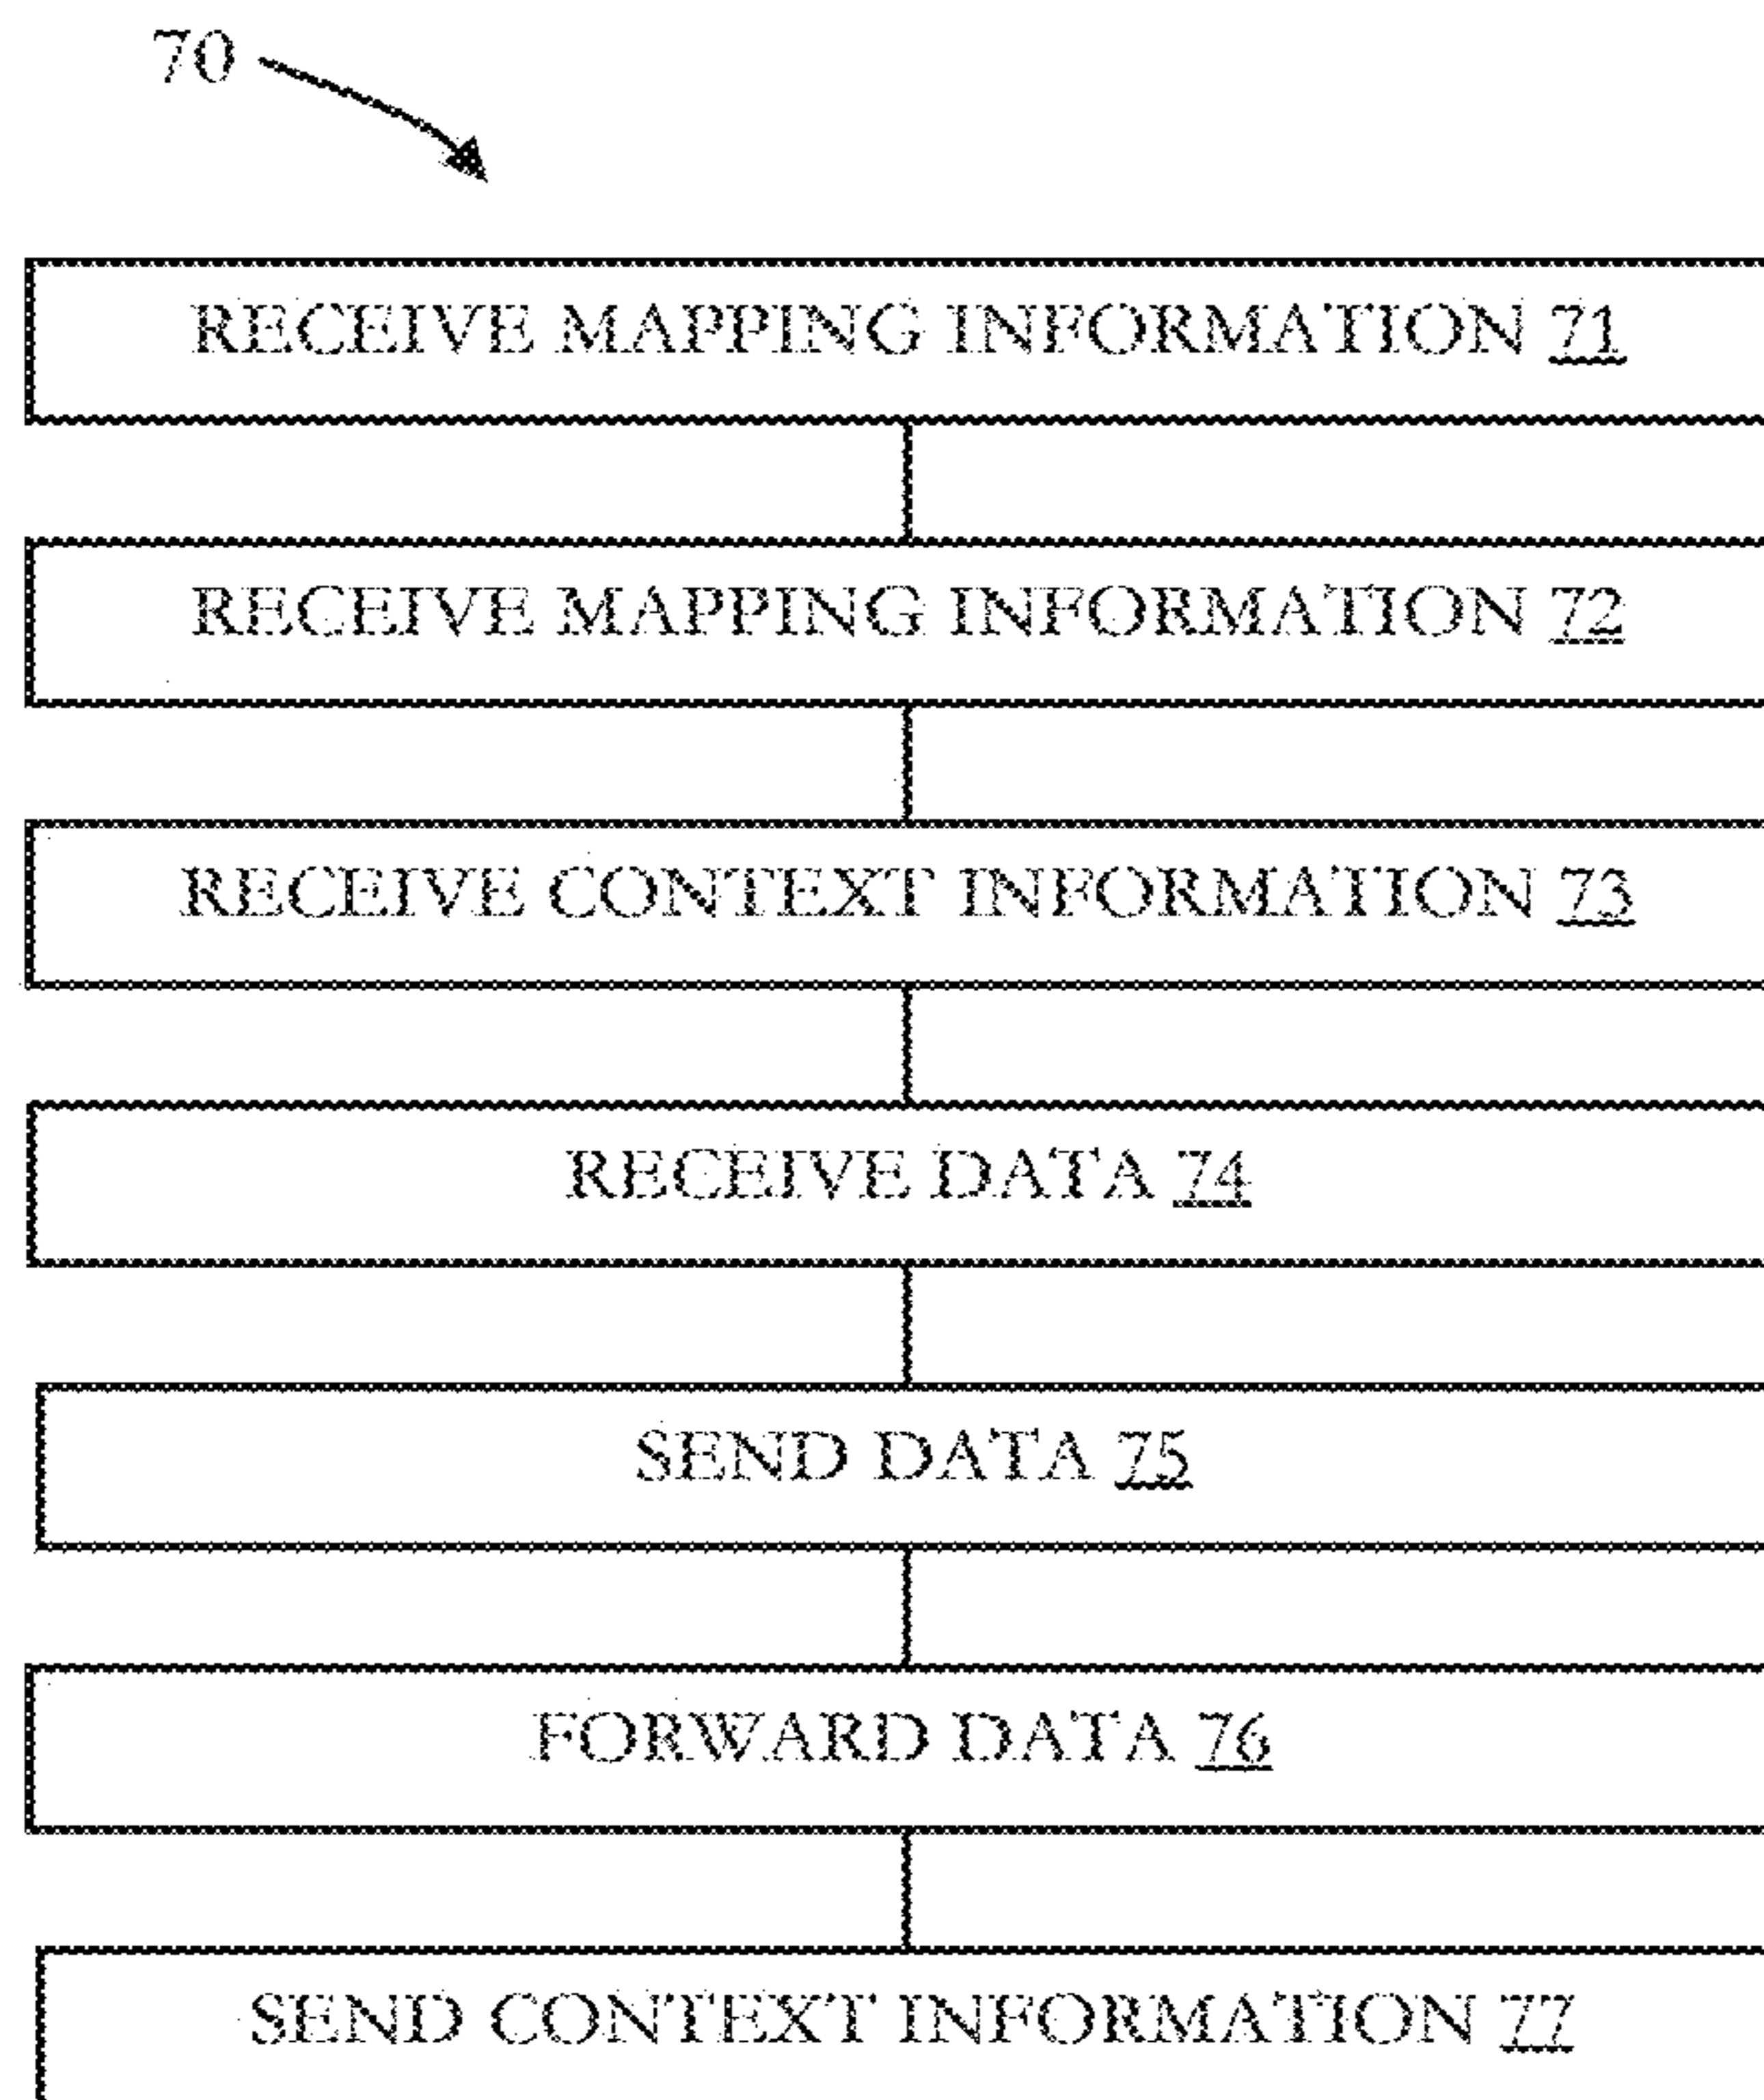 70
RECEIVE MAPPING INFORMATION 71
RECEIVE MAPPING INFORMATION 72
RECEIVE CONTEXT INFORMATION 73
RECEIVE DATA 74
SEND DATA 75
FORWARD DATA 76
SEND CONTEXT INFORMATION 77